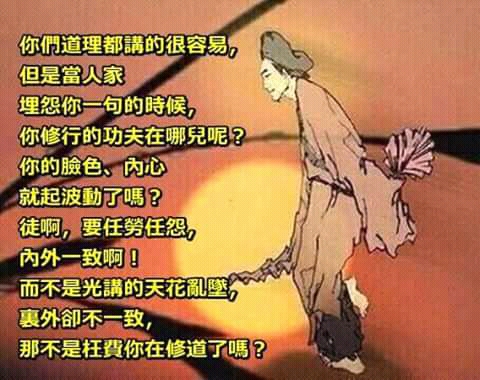 你們道理都講的很容易，
但是當人家
埋怨你一句的時候，
你修行的功夫在哪兒呢？
你的臉色、內心
就起波動了嗎？
徒啊，要任勞任怨，
內外一致啊！
而不是光講的天花亂墜，
裏外卻不一致，
那不是枉費你在修道了嗎？